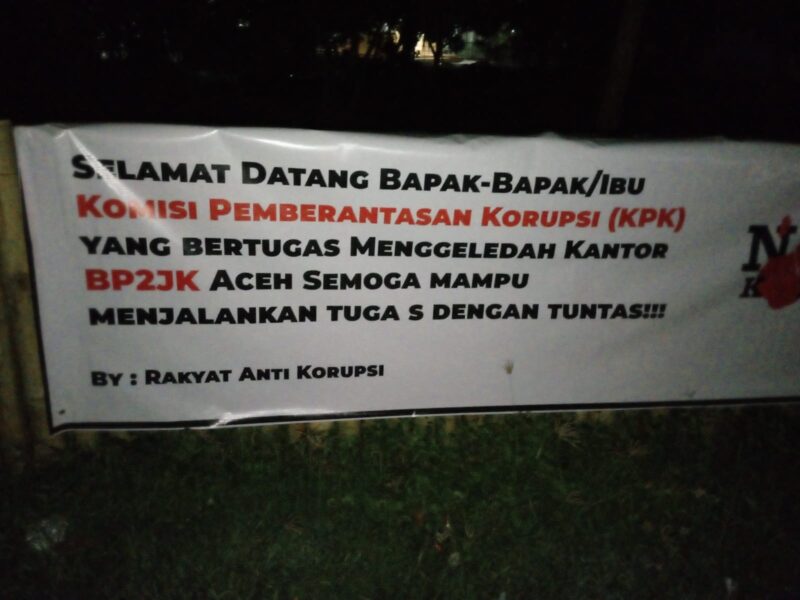 Selamat Datang Bapak-Bapak/Ibu
Komisi Pemberantasan Korupsi (KPK)
yang bertugas Menggeledah Kantor
BP2JK Aceh Semoga mampu
menjalankan tuga s dengan tuntas!!!
By : Rakyat Anti Korupsi
N
K